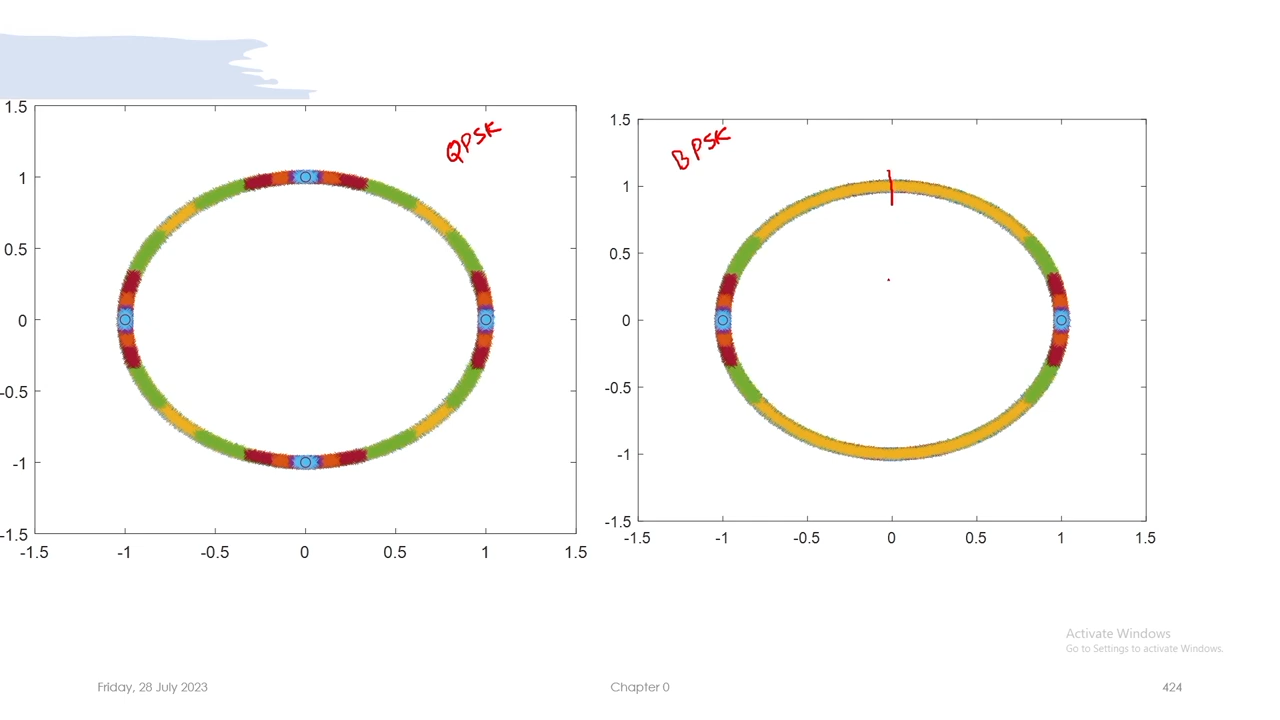 QPSK
1.5
1
0.5
0
-0.5
-1
-1.5
-1.5 -1 -0.5 0 0.5 1 1.5
BPSK
1.5
1
0.5
0
-0.5
-1
-1.5
-1.5 -1 -0.5 0 0.5 1 1.5
Activate Windows
Go to Settings to activate Windows.
Friday, 28 July 2023 Chapter 0 424